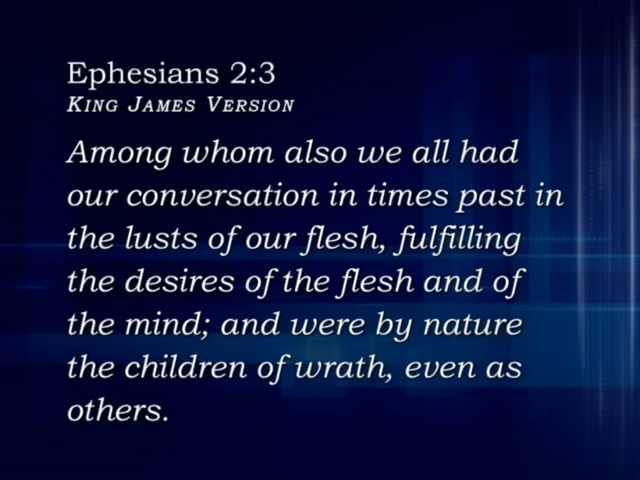 Ephesians 2:3
King James Version
Among whom also we all had
our conversation in times past in
the lusts of our flesh, fulfilling
the desires of the flesh and of
the mind; and were by nature
the children of wrath, even as
others.